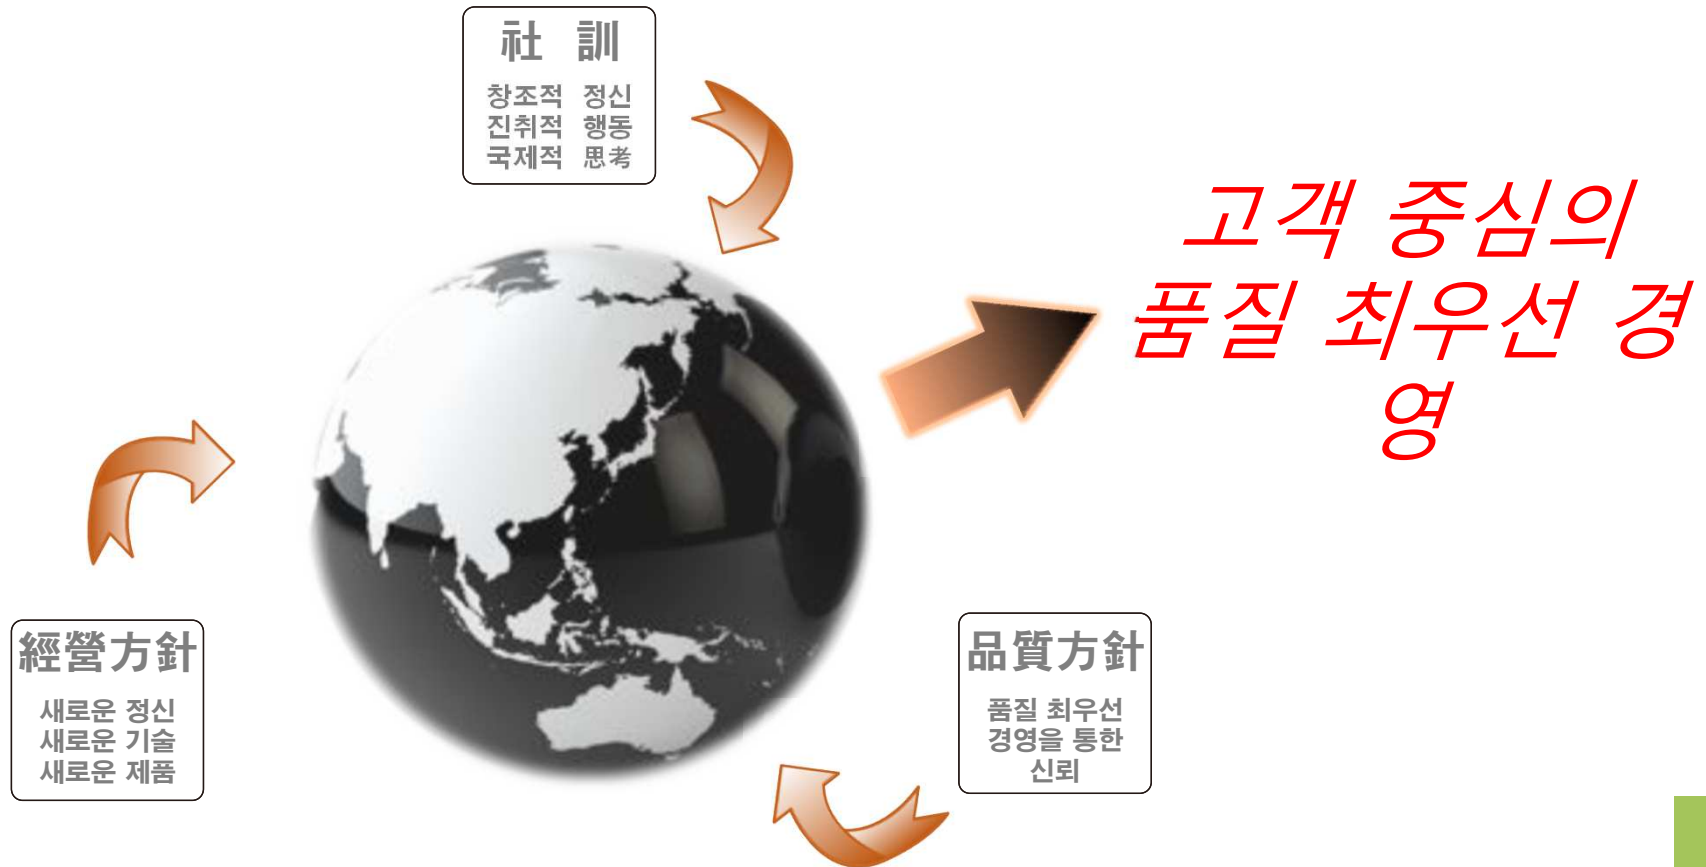 社 訓
창조적 정신
진취적 행동
국제적 思考
고객 중심의
품질 최우선 경
영
經營方針
새로운 정신
새로운 기술
새로운 제품
品質方針
품질 최우선
경영을 통한
신뢰